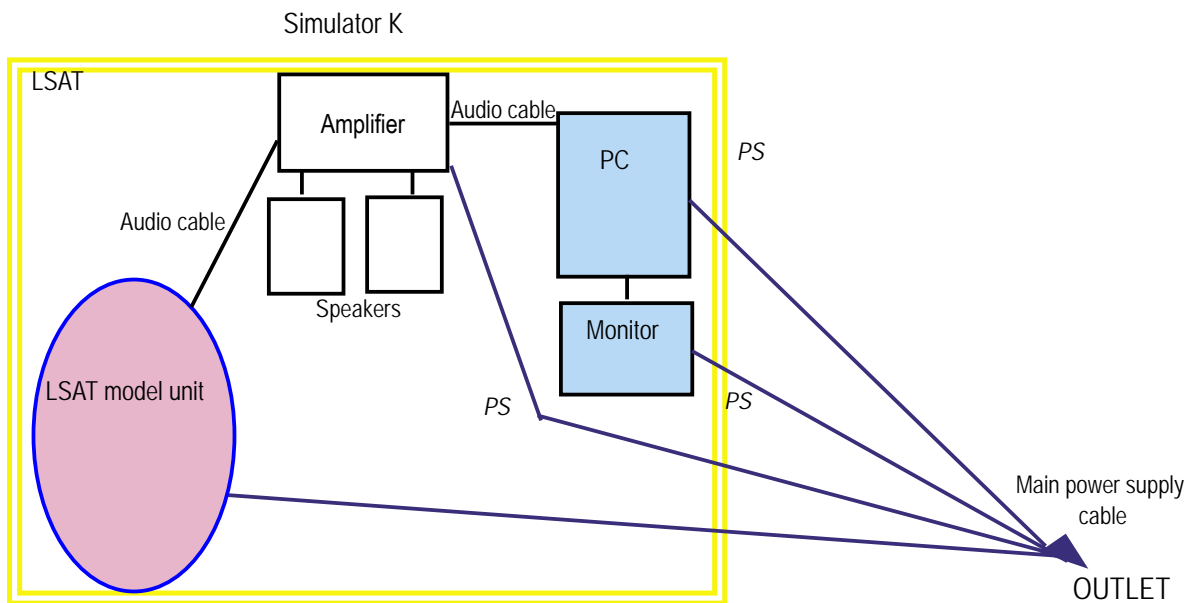 Simulator K
LSAT
Amplifier
Audio cable
PC
PS
Audio cable
Speakers
Monitor
LSAT model unit
PS
PS
Main power supply
cable
OUTLET